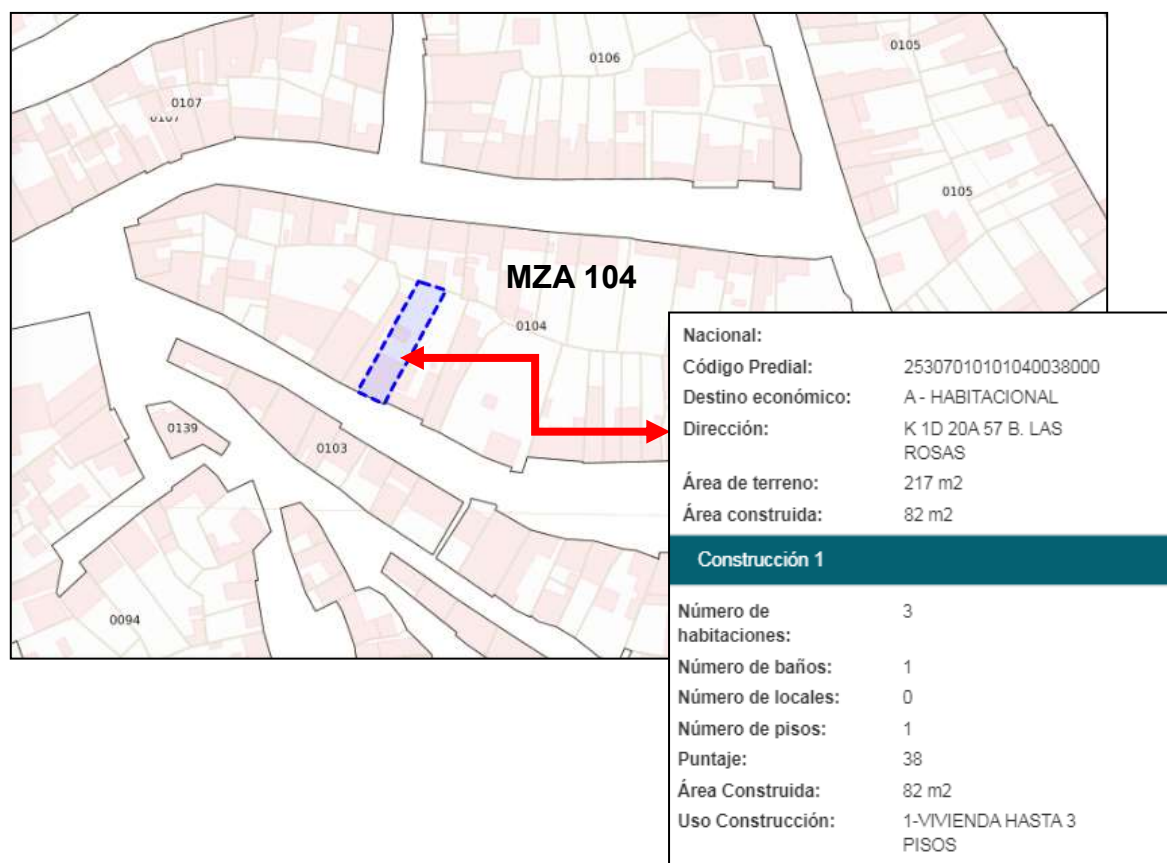 0106
0105
0107
0107
0105
MZA 104
0104
0139
0103
0094
Nacional:
Código Predial: 25307010101040038000
Destino económico: A - HABITACIONAL
Dirección: K 1D 20A 57 B. LAS
ROSAS
Área de terreno: 217 m2
Área construida: 82 m2
Construcción 1
Número de 3
habitaciones:
Número de baños: 1
Número de locales: 0
Número de pisos: 1
Puntaje: 38
Área Construida: 82 m2
Uso Construcción: 1-VIVIENDA HASTA 3
PISOS